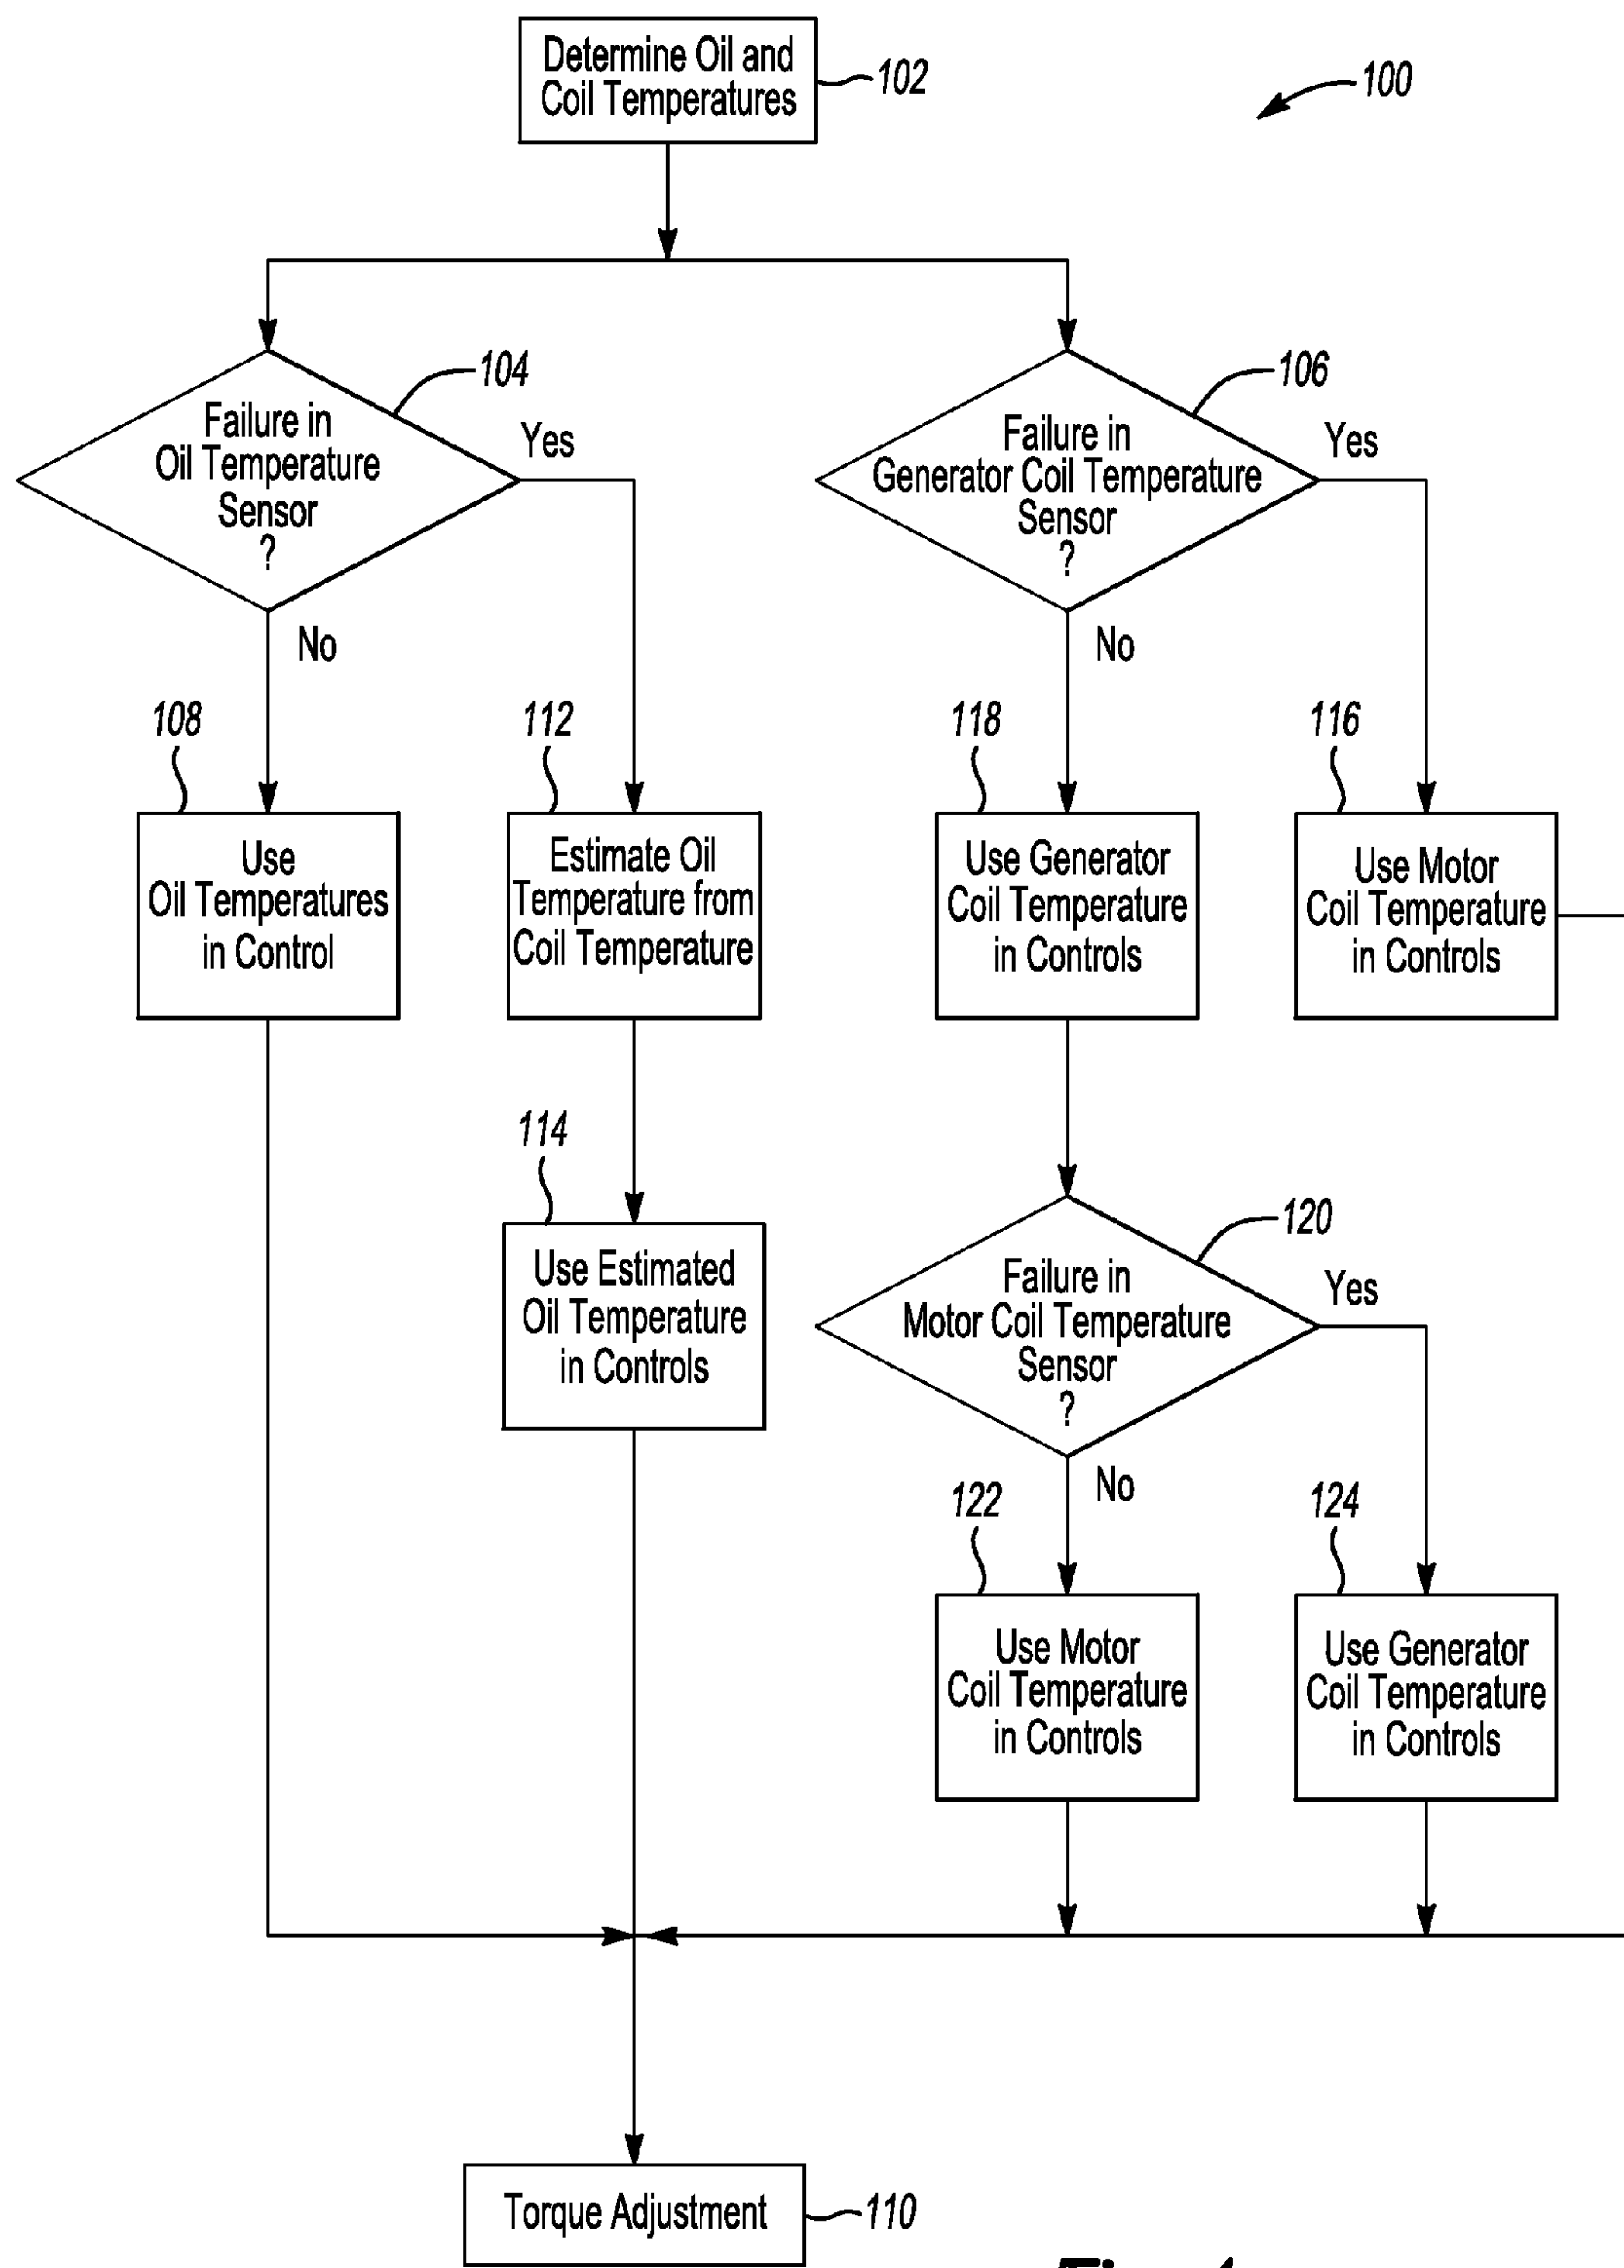 Determine Oil and
Coil Temperatures
102
100
104
Failure in
Oil Temperature
Sensor
?
Yes
No
106
Failure in
Generator Coil Temperature
Sensor
?
Yes
No
108
Use
Oil Temperatures
in Control
112
Estimate Oil
Temperature from
Coil Temperature
118
Use Generator
Coil Temperature
in Controls
116
Use Motor
Coil Temperature
in Controls
114
Use Estimated
Oil Temperature
in Controls
120
Failure in
Motor Coil Temperature
Sensor
?
Yes
No
122
Use Motor
Coil Temperature
in Controls
124
Use Generator
Coil Temperature
in Controls
Torque Adjustment
110